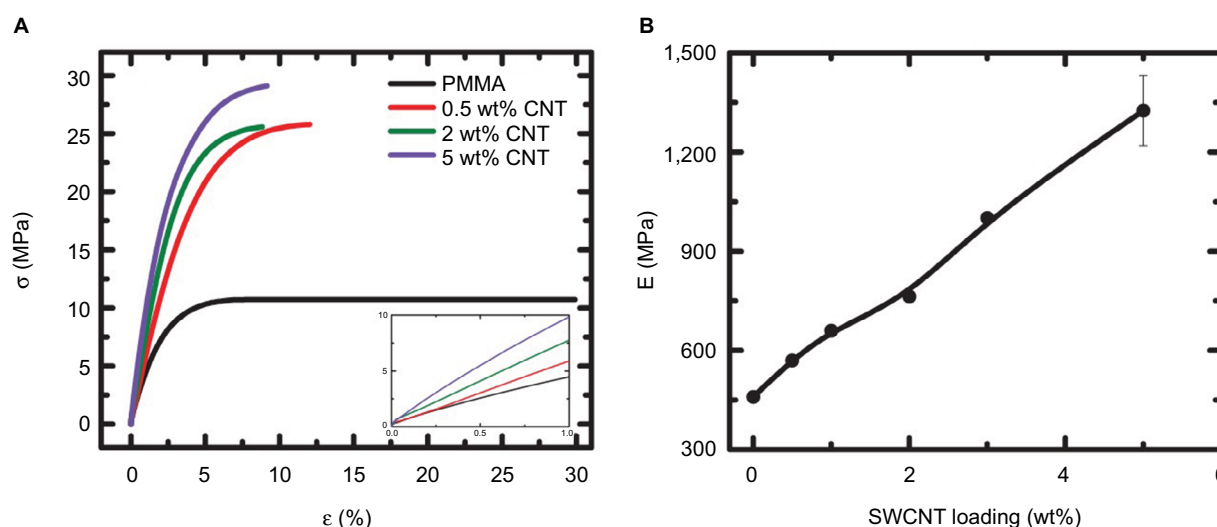 A
B
30
25
20
15
10
5
0
σ (MPa)
PMMA
0.5 wt% CNT
2 wt% CNT
5 wt% CNT
10
5
0
0.0
0.5
1.0
0
5
10
15
20
25
30
ε (%)
1,500
1,200
900
600
300
E (MPa)
0
2
4
6
SWCNT loading (wt%)